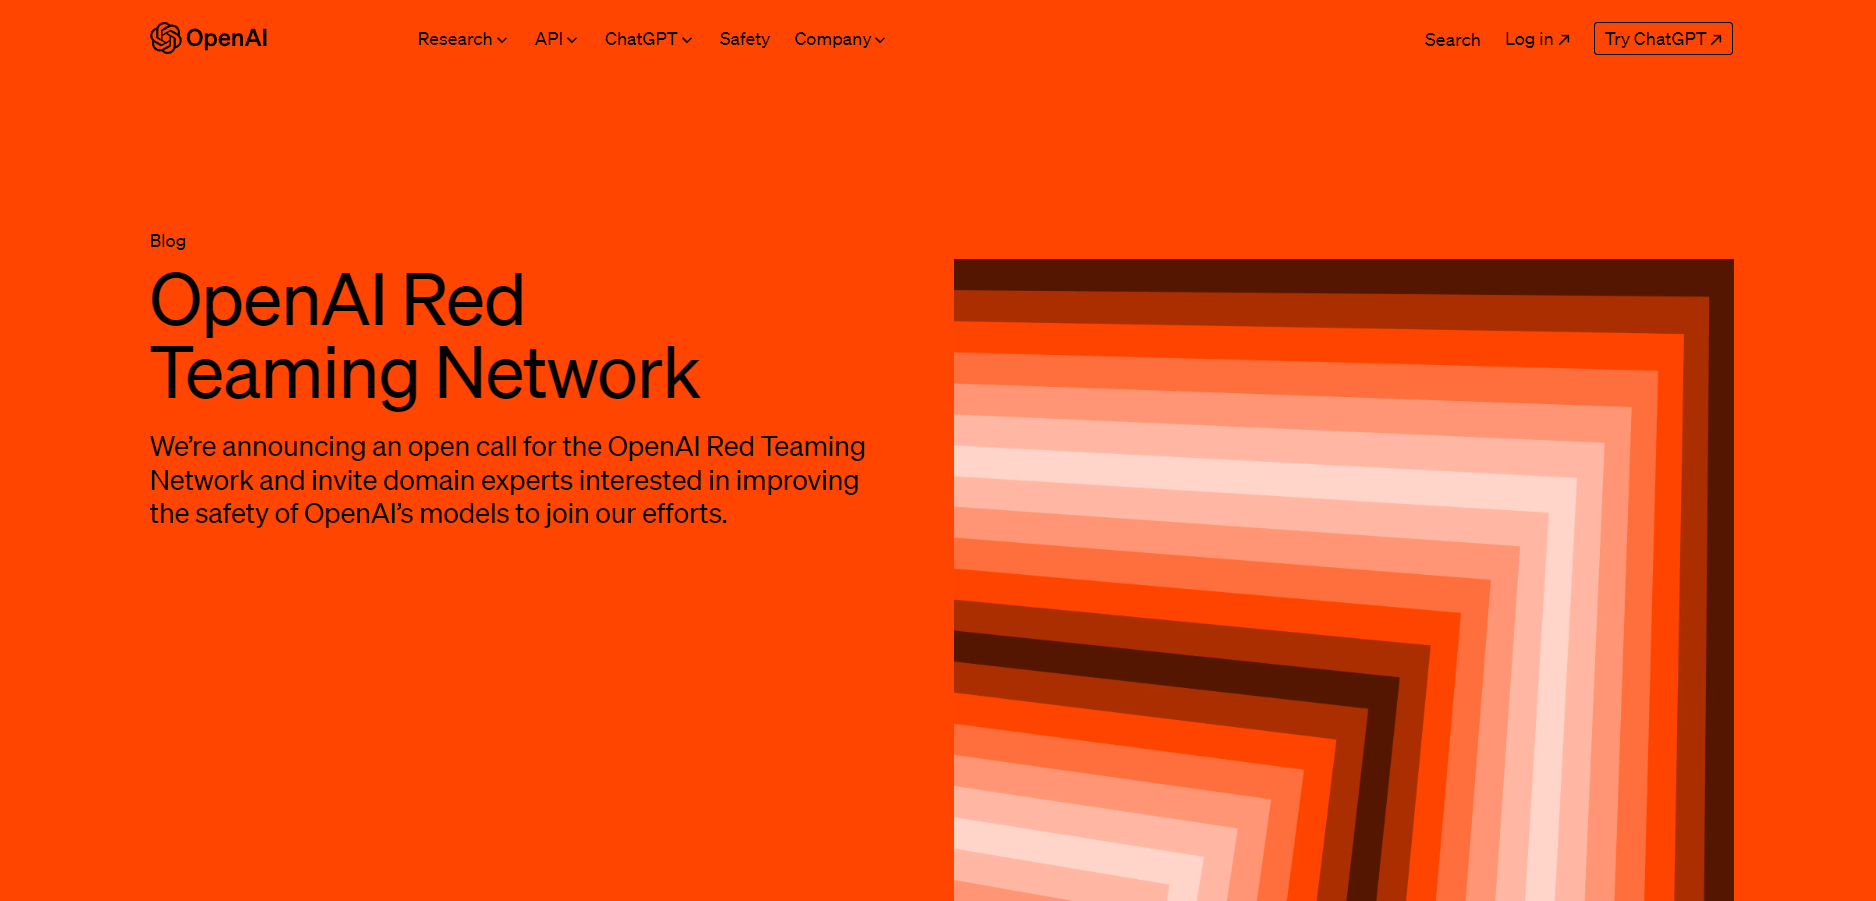 OpenAI
Research
API
ChatGPT
Safety
Company
Search
Log in
Try ChatGPT
Blog
OpenAI Red
Teaming Network
We’re announcing an open call for the OpenAI Red Teaming
Network and invite domain experts interested in improving
the safety of OpenAI’s models to join our efforts.